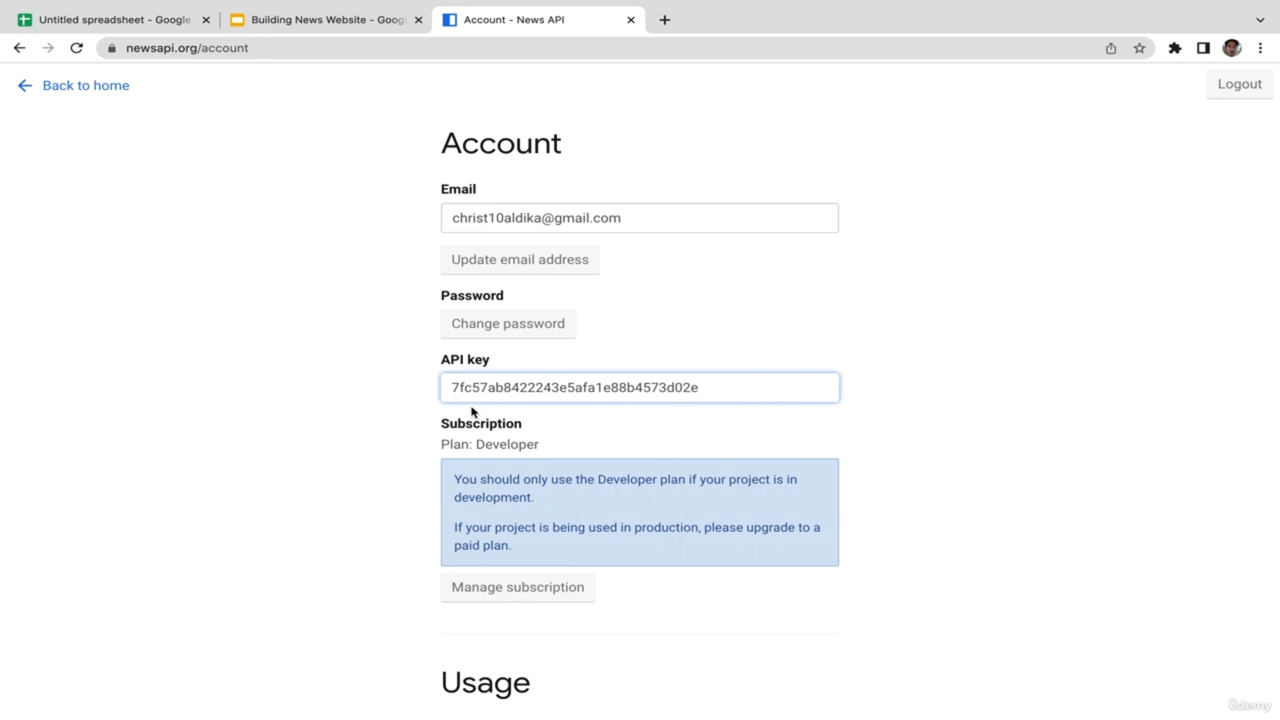 Untitled spreadsheet - Google
Building News Website - Goog
Account - News API
newsapi.org/account
Back to home
Logout
Account
Email
christ10aldika@gmail.com
Update email address
Password
Change password
API key
7fc57ab8422243e5afa1e88b4573d02e
Subscription
Plan: Developer
You should only use the Developer plan if your project is in
development.
If your project is being used in production, please upgrade to a
paid plan.
Manage subscription
Usage
ûdemy